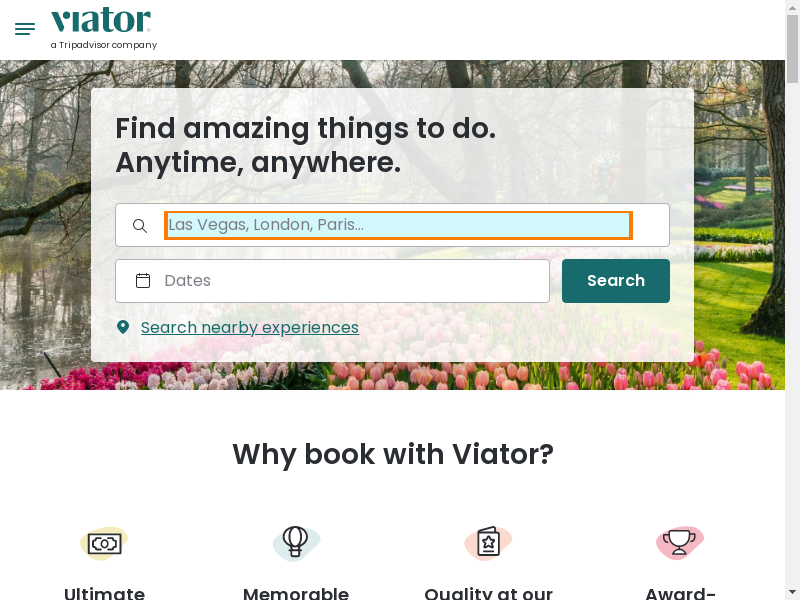 viator
a Tripadvisor company
Find amazing things to do.
Anytime, anywhere.
Las Vegas, London, Paris...
Dates
Search
Search nearby experiences
Why book with Viator?
Ultimate
Memorable
Quality at our
Award-